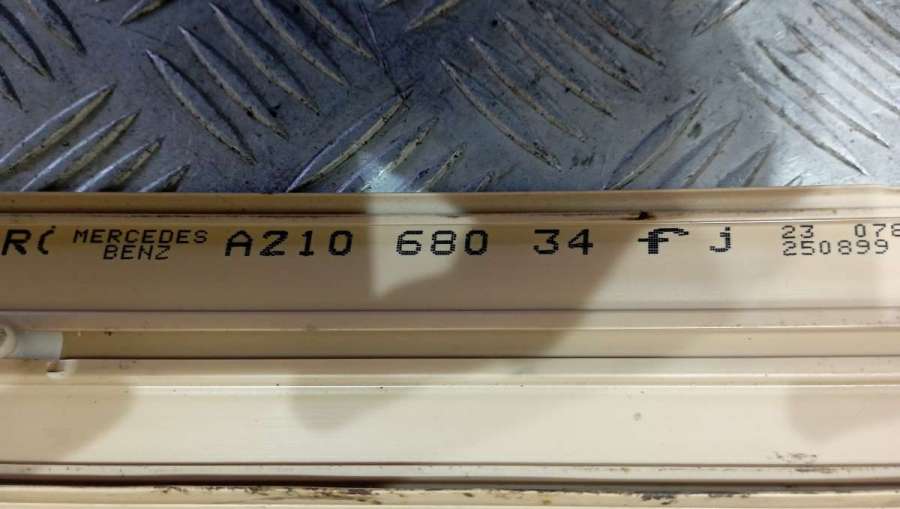 MERCEDES
BENZ
A210 680 34
j
23 078
250899